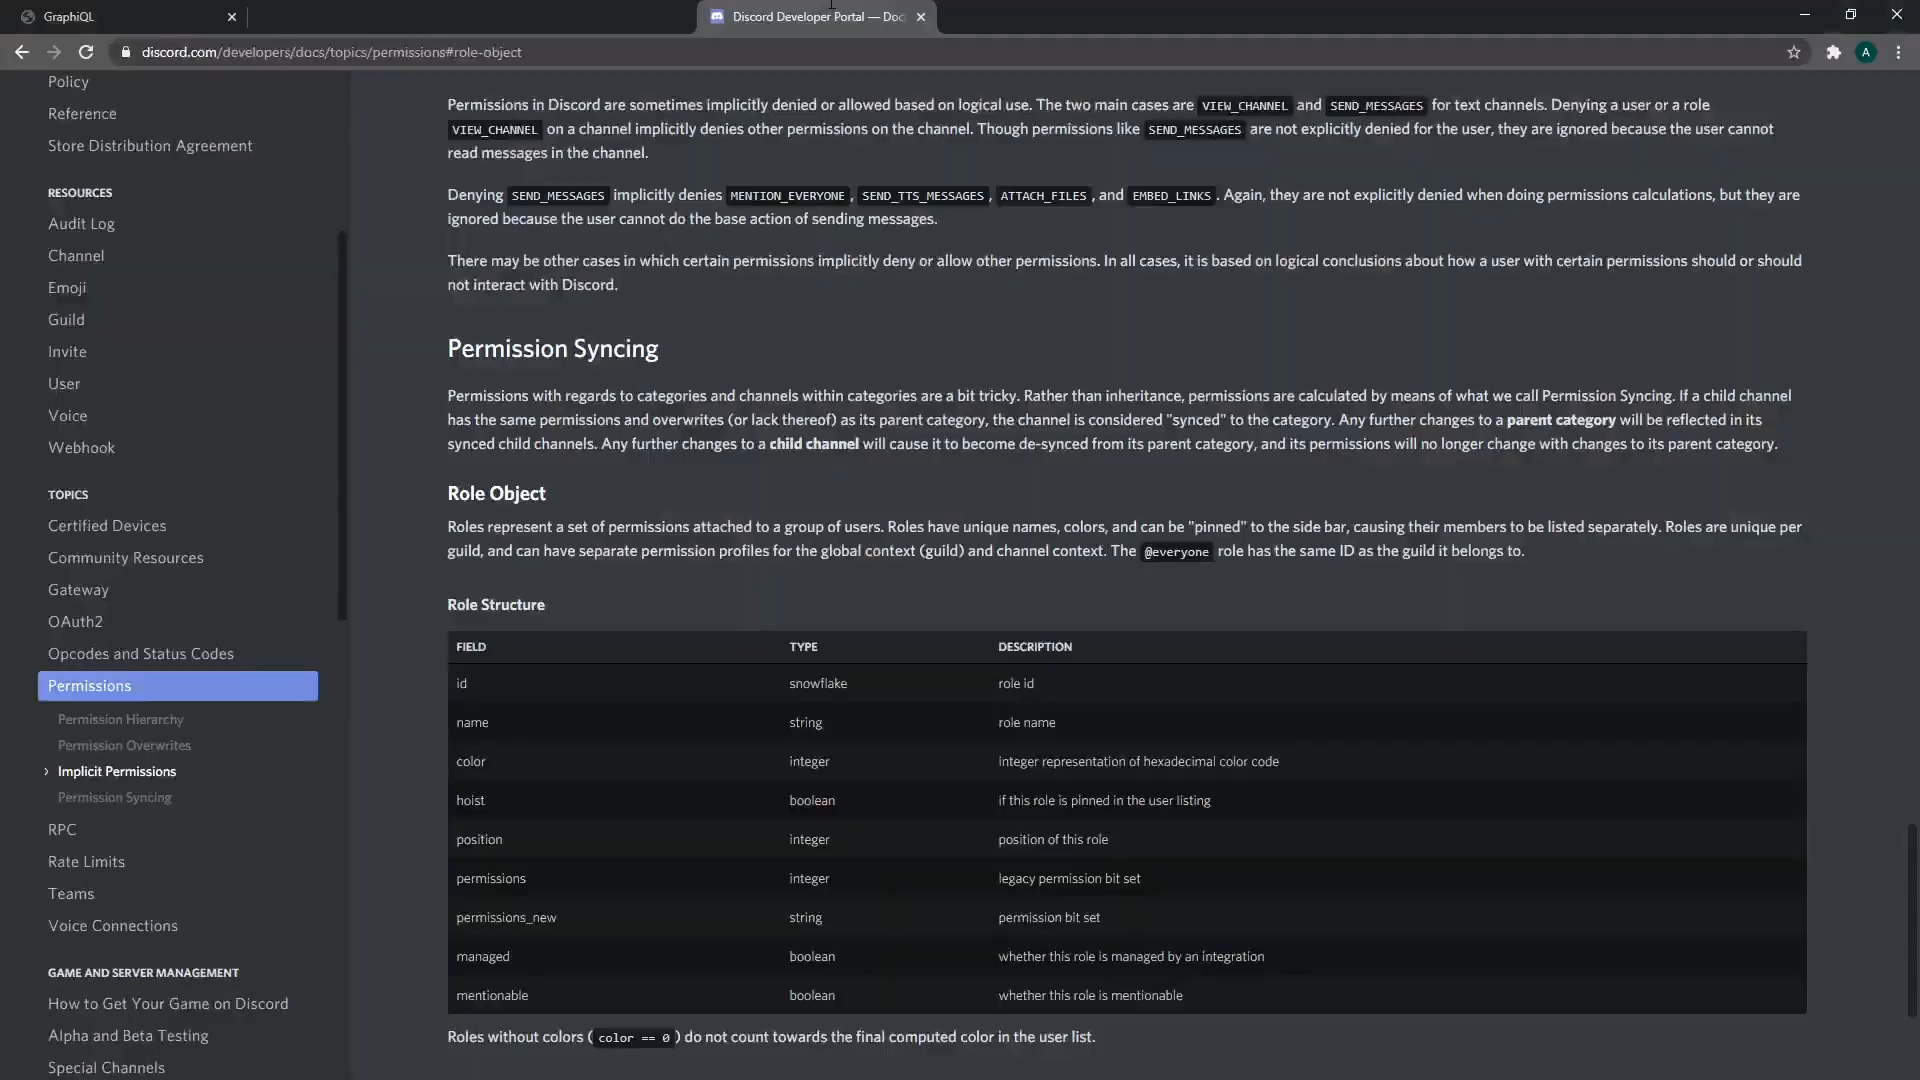 GraphiQL
Discord Developer Portal — Doc
discord.com/developers/docs/topics/permissions#role-object
A
Policy
Reference
Store Distribution Agreement
RESOURCES
Audit Log
Channel
Emoji
Guild
Invite
User
Voice
Webhook
TOPICS
Certified Devices
Community Resources
Gateway
OAuth2
Opcodes and Status Codes
Permissions
Permission Hierarchy
Permission Overwrites
Implicit Permissions
Permission Syncing
RPC
Rate Limits
Teams
Voice Connections
GAME AND SERVER MANAGEMENT
How to Get Your Game on Discord
Alpha and Beta Testing
Special Channels
Permissions in Discord are sometimes implicitly denied or allowed based on logical use. The two main cases are VIEW_CHANNEL and SEND_MESSAGES for text channels. Denying a user or a role
VIEW_CHANNEL on a channel implicitly denies other permissions on the channel. Though permissions like SEND_MESSAGES are not explicitly denied for the user, they are ignored because the user cannot
read messages in the channel.
Denying SEND_MESSAGES implicitly denies MENTION_EVERYONE , SEND_TTS_MESSAGES , ATTACH_FILES , and EMBED_LINKS . Again, they are not explicitly denied when doing permissions calculations, but they are
ignored because the user cannot do the base action of sending messages.
There may be other cases in which certain permissions implicitly deny or allow other permissions. In all cases, it is based on logical conclusions about how a user with certain permissions should or should
not interact with Discord.
Permission Syncing
Permissions with regards to categories and channels within categories are a bit tricky. Rather than inheritance, permissions are calculated by means of what we call Permission Syncing. If a child channel
has the same permissions and overwrites (or lack thereof) as its parent category, the channel is considered "synced" to the category. Any further changes to a parent category will be reflected in its
synced child channels. Any further changes to a child channel will cause it to become de-synced from its parent category, and its permissions will no longer change with changes to its parent category.
Role Object
Roles represent a set of permissions attached to a group of users. Roles have unique names, colors, and can be "pinned" to the side bar, causing their members to be listed separately. Roles are unique per
guild, and can have separate permission profiles for the global context (guild) and channel context. The @everyone role has the same ID as the guild it belongs to.
Role Structure
FIELD TYPE DESCRIPTION
id snowflake role id
name string role name
color integer integer representation of hexadecimal color code
hoist boolean if this role is pinned in the user listing
position integer position of this role
permissions integer legacy permission bit set
permissions_new string permission bit set
managed boolean whether this role is managed by an integration
mentionable boolean whether this role is mentionable
Roles without colors ( color == 0 ) do not count towards the final computed color in the user list.